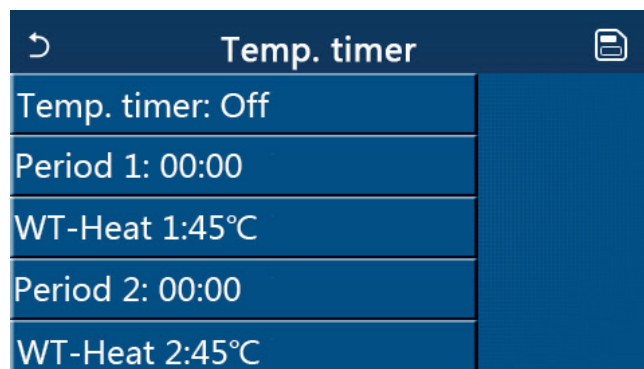 Temp. timer
Temp. timer: Off
Period 1: 00:00
WT-Heat 1:45℃
Period 2: 00:00
WT-Heat 2:45℃